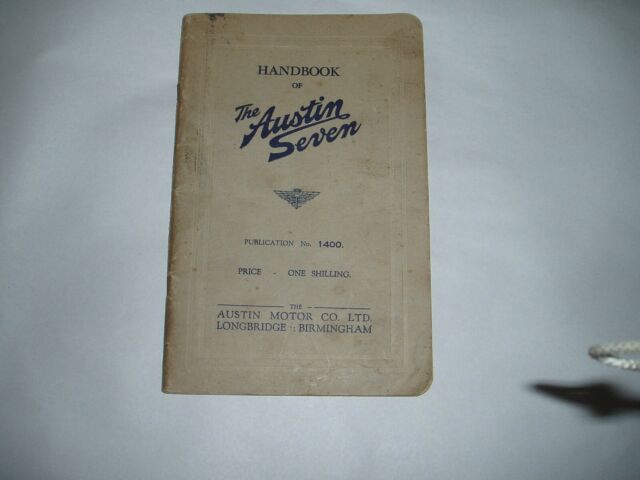 HANDBOOK
OF
The Austin
Seven
PUBLICATION No. 1400.
PRICE - ONE SHILLING.
THE
AUSTIN MOTOR CO. LTD.
LONGBRIDGE : BIRMINGHAM